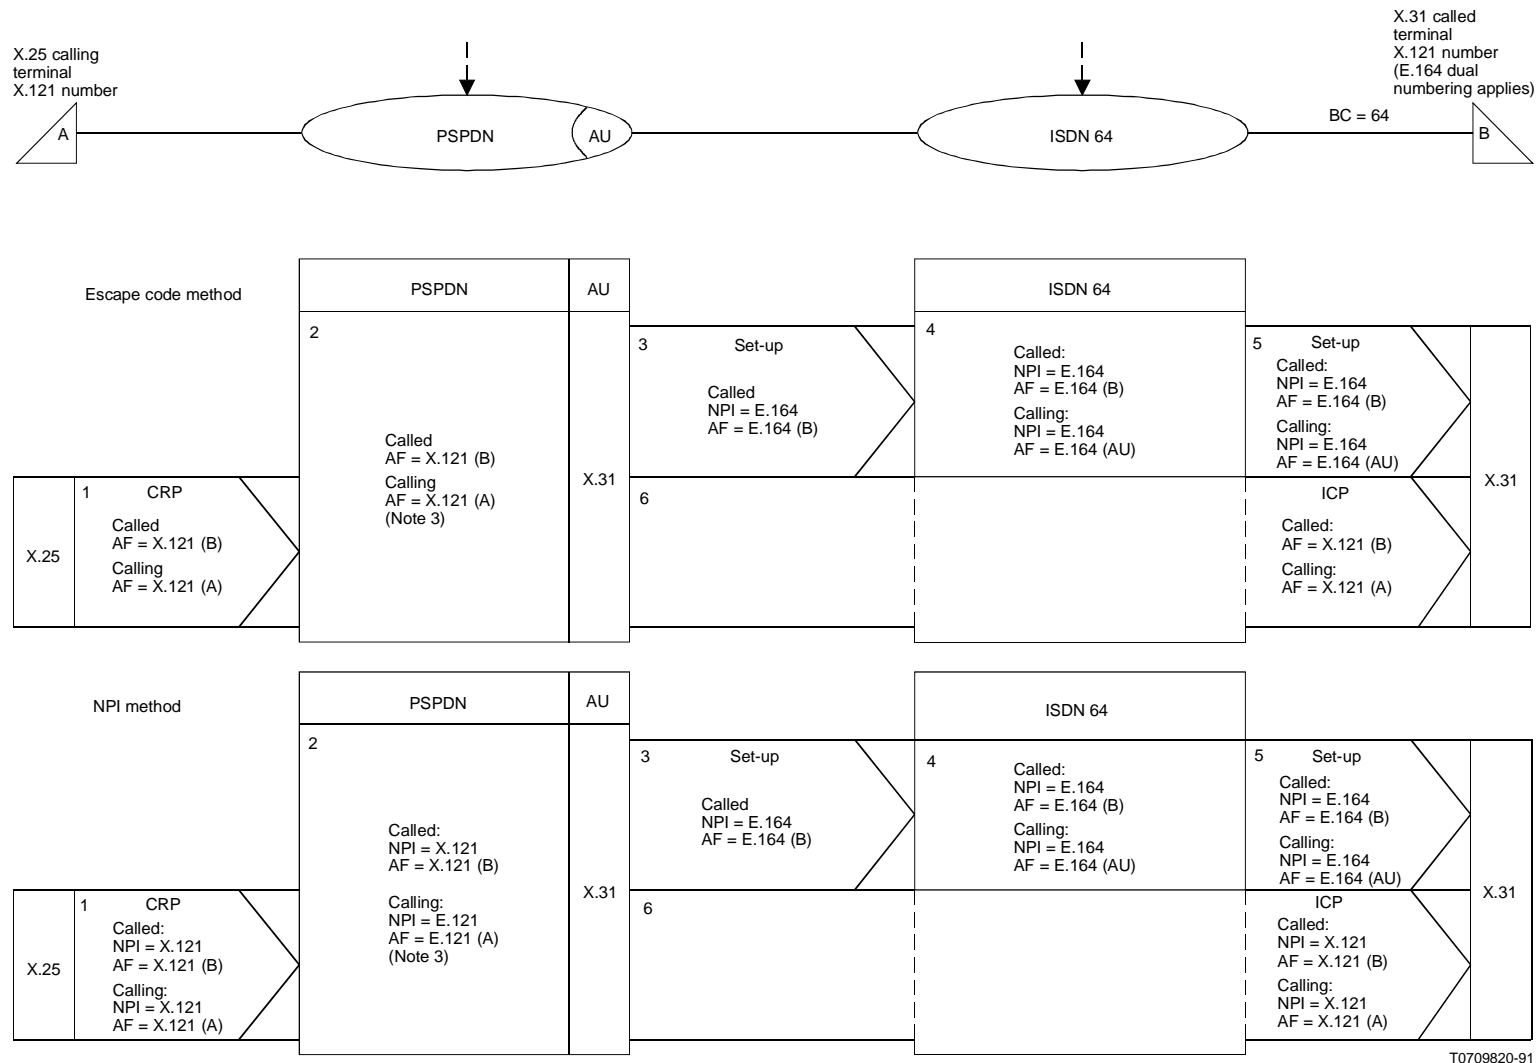 X.25 calling
terminal
X.121 number
X.31 called
terminal
X.121 number
(E.164 dual
numbering applies)
A
PSPDN
AU
ISDN 64
BC = 64
B
Escape code method
PSPDN
AU
ISDN 64
X.25
1 CRP
Called
AF = X.121 (B)
Calling
AF = X.121 (A)
2
Called
AF = X.121 (B)
Calling
AF = X.121 (A)
(Note 3)
X.31
3 Set-up
Called
NPI = E.164
AF = E.164 (B)
4
Called:
NPI = E.164
AF = E.164 (B)
Calling:
NPI = E.164
AF = E.164 (AU)
5 Set-up
Called:
NPI = E.164
AF = E.164 (B)
Calling:
NPI = E.164
AF = E.164 (AU)
6
ICP
Called:
AF = X.121 (B)
Calling:
AF = X.121 (A)
X.31
NPI method
PSPDN
AU
ISDN 64
X.25
1 CRP
Called:
NPI = X.121
AF = X.121 (B)
Calling:
NPI = X.121
AF = X.121 (A)
2
Called:
NPI = X.121
AF = X.121 (B)
Calling:
NPI = E.121
AF = E.121 (A)
(Note 3)
X.31
3 Set-up
Called
NPI = E.164
AF = E.164 (B)
4
Called:
NPI = E.164
AF = E.164 (B)
Calling:
NPI = E.164
AF = E.164 (AU)
5 Set-up
Called:
NPI = E.164
AF = E.164 (B)
Calling:
NPI = E.164
AF = E.164 (AU)
6
ICP
Called:
NPI = X.121
AF = X.121 (B)
Calling:
NPI = X.121
AF = X.121 (A)
X.31
T0709820-91